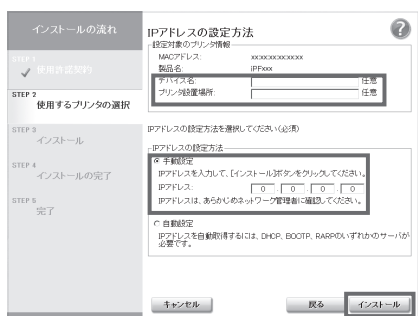 インストールの流れ
STEP 1
使用許諾契約
STEP 2
使用するプリンタの選択
STEP 3
インストール
STEP 4
インストールの完了
STEP 5
完了
IPアドレスの設定方法
?
設定対象のプリンタ情報
MACアドレス: xx:xx:xx:xx:xx:xx
製品名: iPFxxx
デバイス名: 任意
プリンタ設置場所: 任意
IPアドレスの設定方法を選択してください(必須)
IPアドレスの設定方法
手動設定
IPアドレスを入力して、[インストール]ボタンをクリックしてください。
IPアドレス: 0 . 0 . 0 . 0
IPアドレスは、あらかじめネットワーク管理者に確認してください。
自動設定
IPアドレスを自動取得するには、DHCP、BOOTP、RARPのいずれかのサーバが
必要です。
キャンセル 戻る インストール